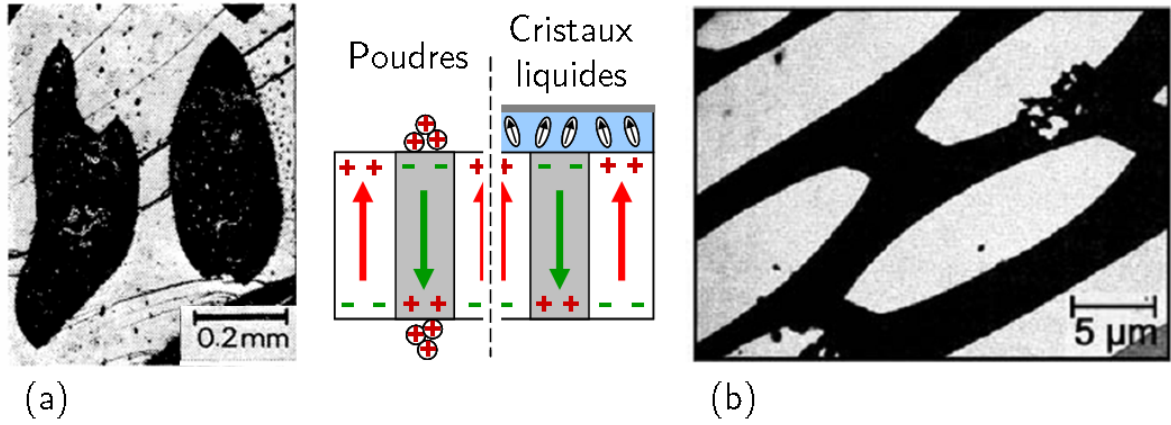 Poudres
Cristaux
liquides
+ + - - + + - - + +
- - + + - - - - + + - -
0.2mm
5 µm
(a)
(b)